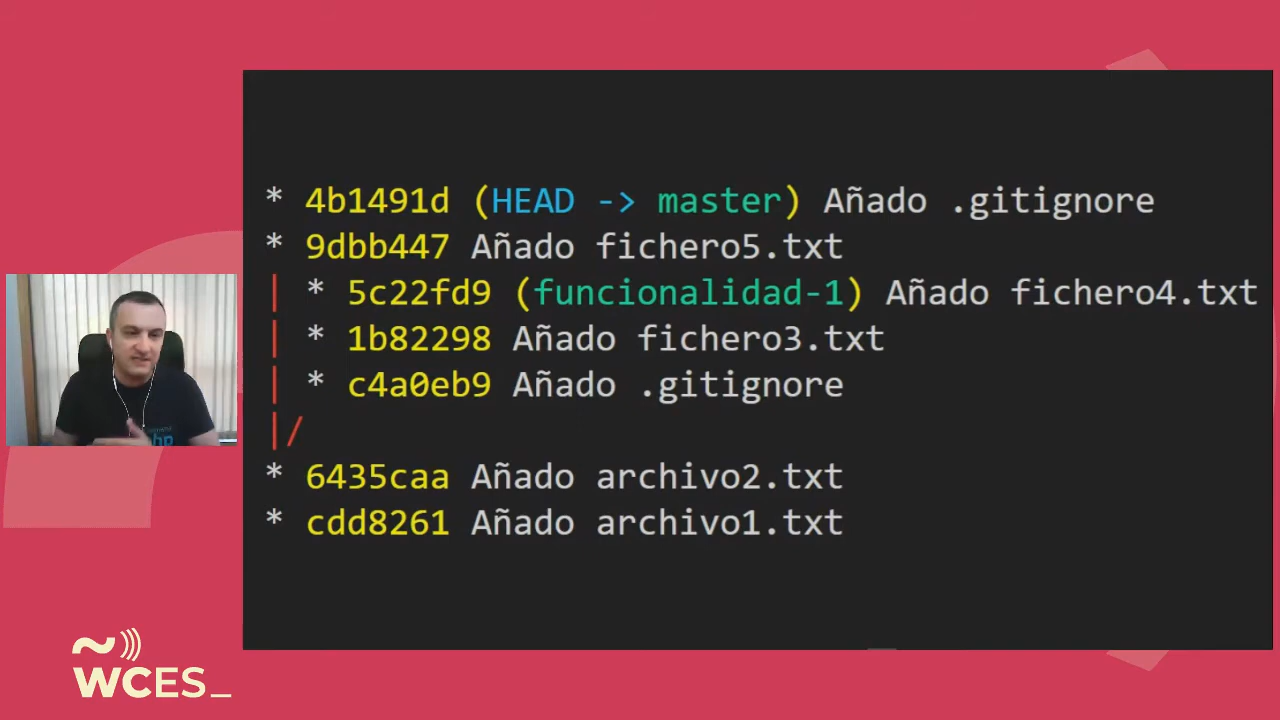 * 4b1491d (HEAD -> master) Añado .gitignore
* 9dbb447 Añado fichero5.txt
| * 5c22fd9 (funcionalidad-1) Añado fichero4.txt
| * 1b82298 Añado fichero3.txt
| * c4a0eb9 Añado .gitignore
|/
* 6435caa Añado archivo2.txt
* cdd8261 Añado archivo1.txt
WCES_